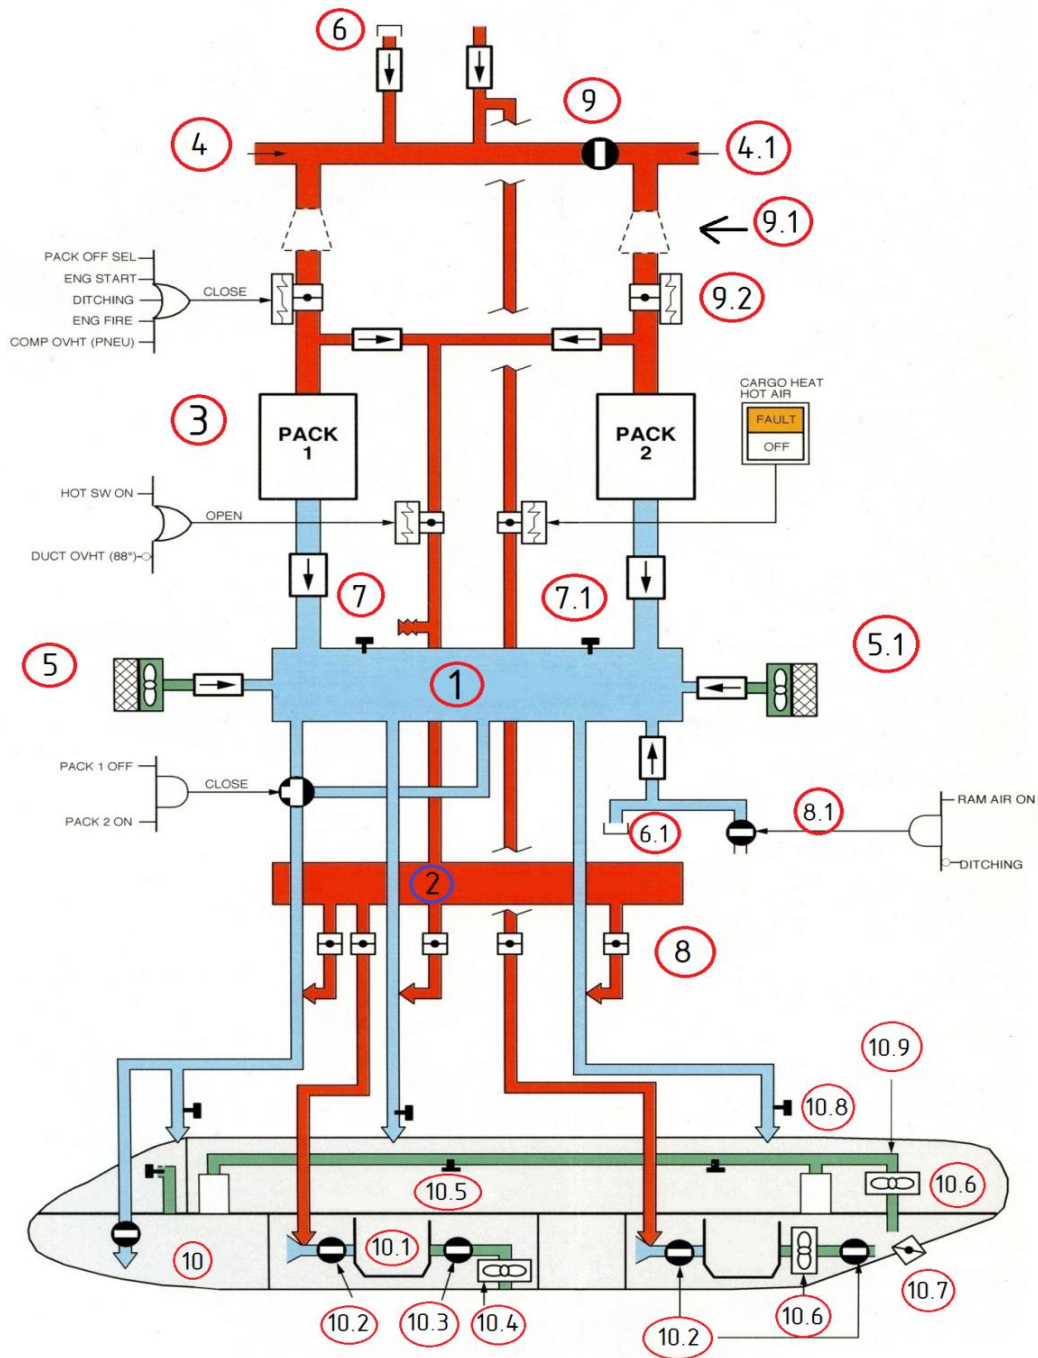 6
9
4
4.1
9.1
PACK OFF SEL
ENG START
DITCHING
ENG FIRE
COMP OVHT (PNEU)
CLOSE
9.2
3
PACK
1
PACK
2
CARGO HEAT
HOT AIR
FAULT
OFF
HOT SW ON
DUCT OVHT (88°)
OPEN
7
7.1
5
1
5.1
PACK 1 OFF
PACK 2 ON
CLOSE
6.1
8.1
RAM AIR ON
DITCHING
2
8
10.9
10.8
10.5
10.6
10
10.1
10.7
10.2
10.3
10.4
10.2
10.6